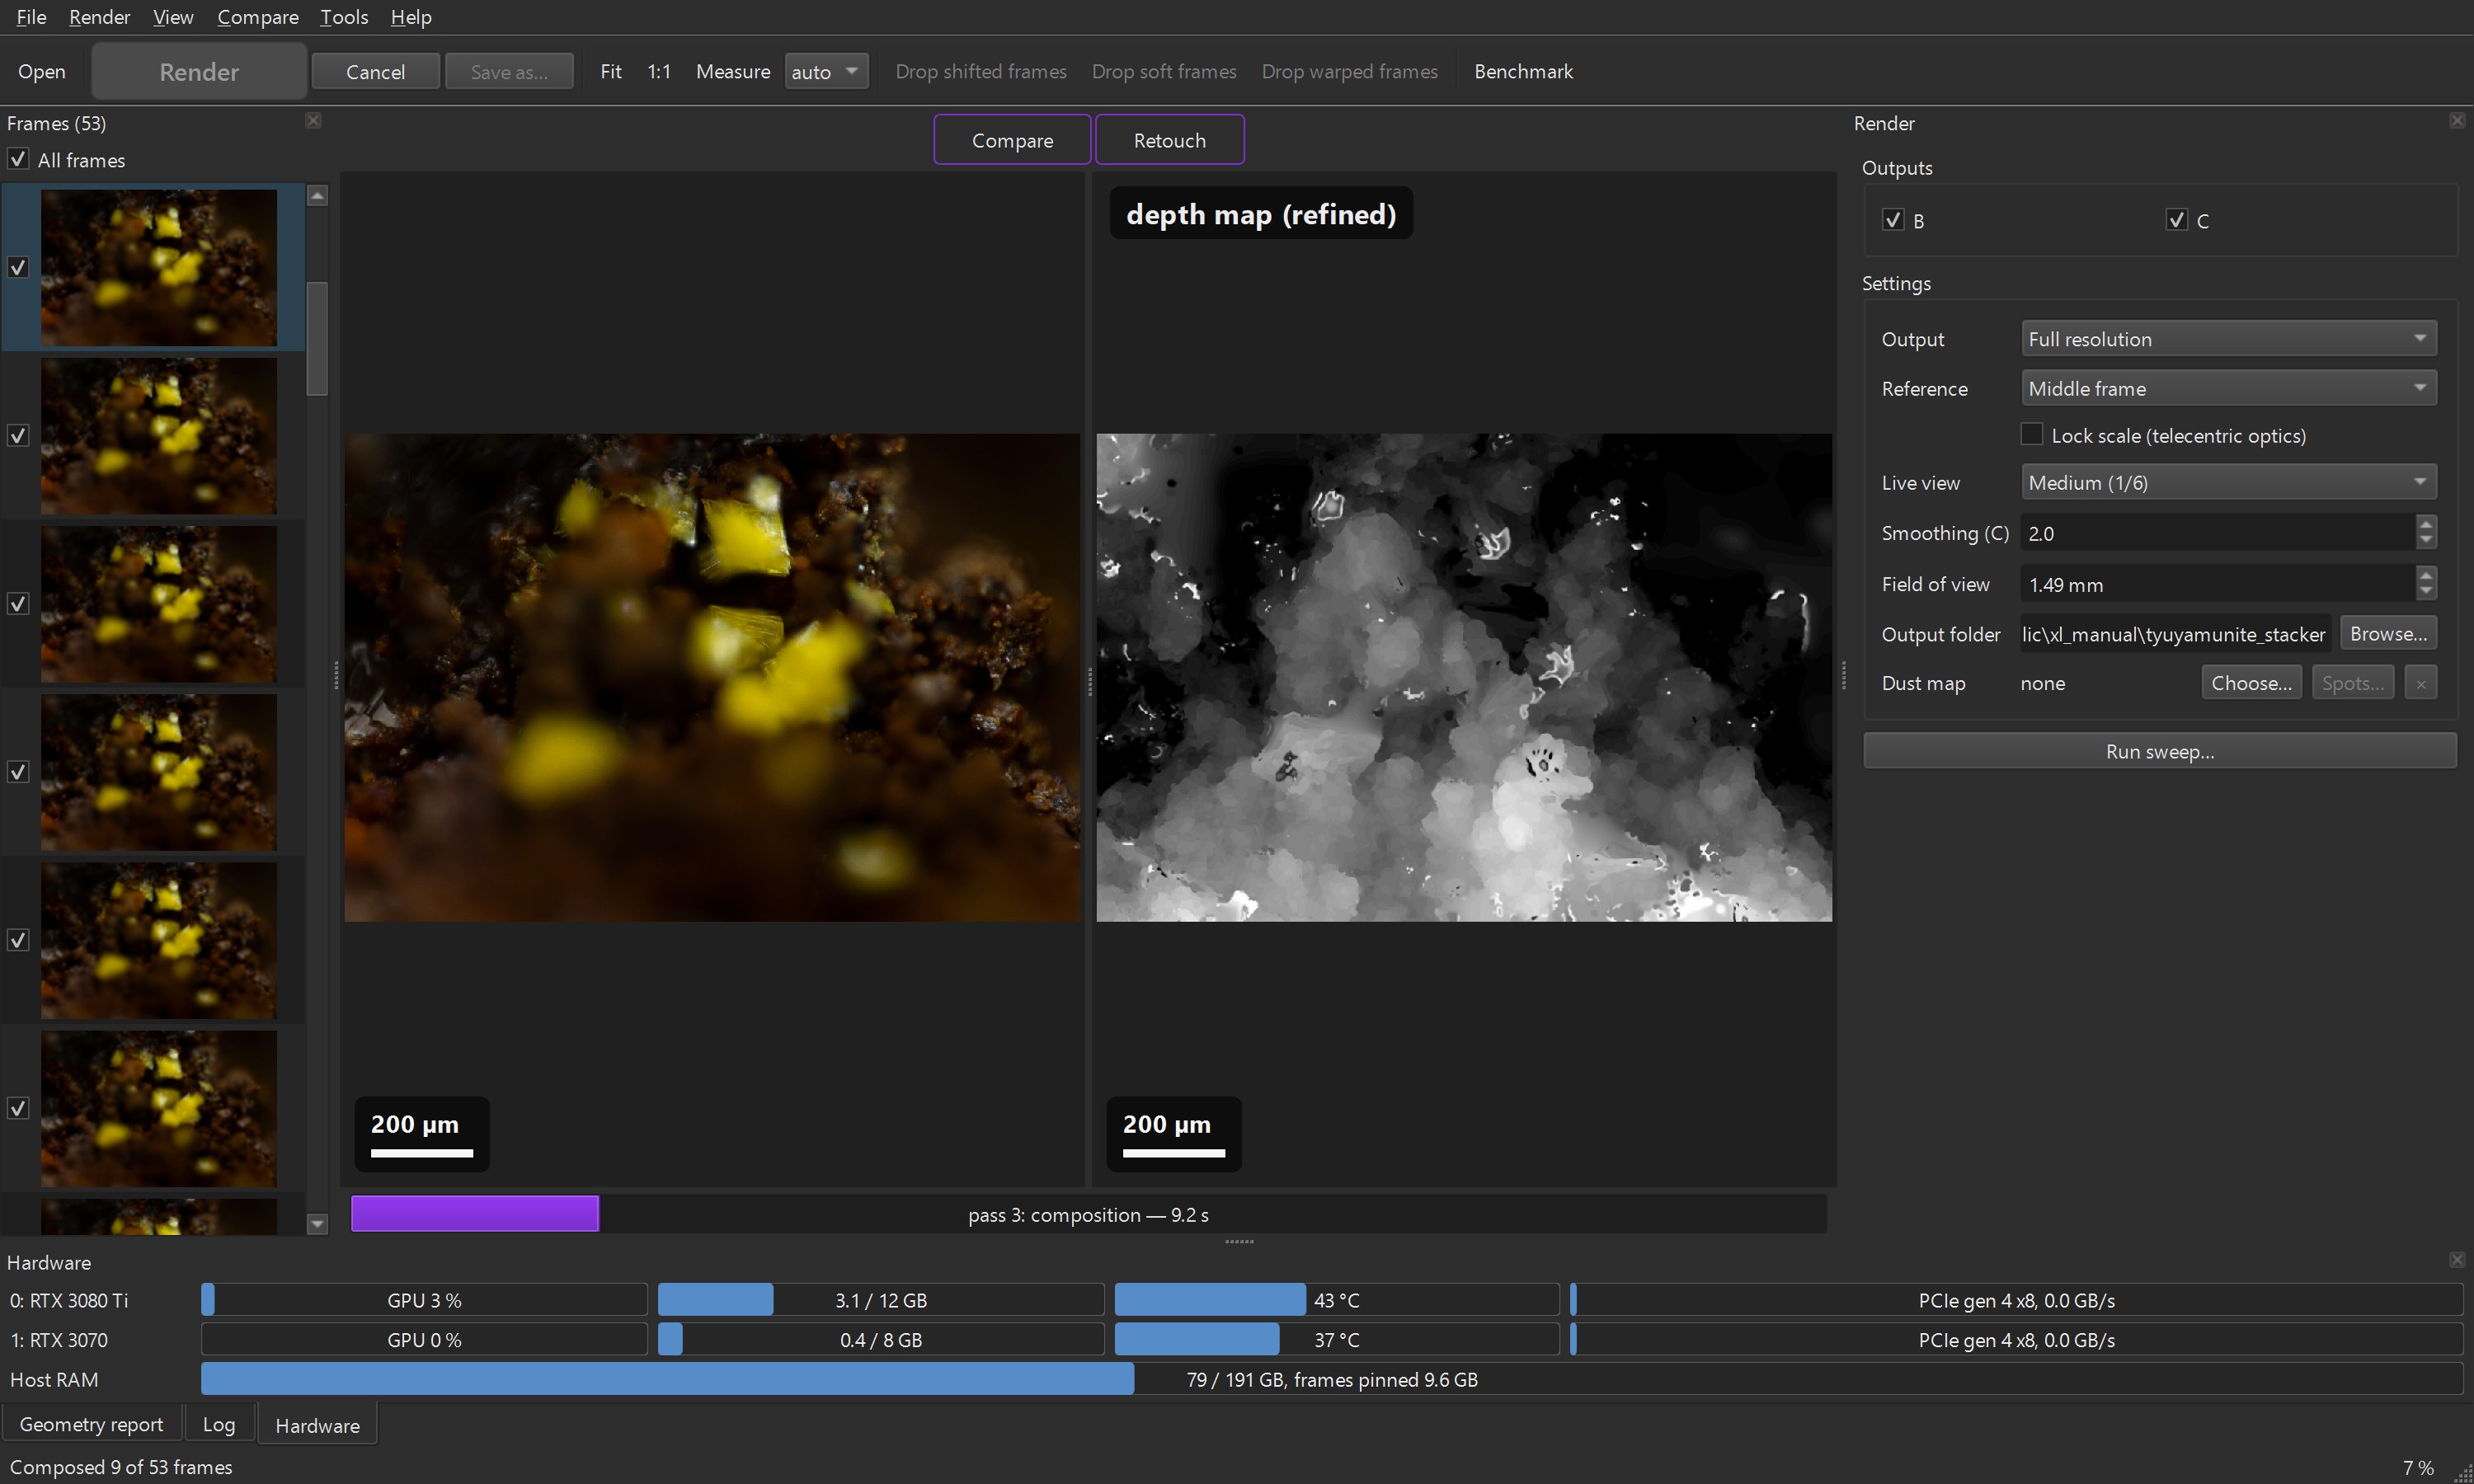 File Render View Compare Tools Help
Open Render Cancel Save as... Fit 1:1 Measure auto Drop shifted frames Drop soft frames Drop warped frames Benchmark
Frames (53)
All frames
Compare Retouch
depth map (refined)
200 µm
200 µm
pass 3: composition — 9.2 s
Render
Outputs
B C
Settings
Output Full resolution
Reference Middle frame
Lock scale (telecentric optics)
Live view Medium (1/6)
Smoothing (C) 2.0
Field of view 1.49 mm
Output folder lic\xl_manual\tyuyamunite_stacker Browse...
Dust map none Choose... Spots... ×
Run sweep...
Hardware
0: RTX 3080 Ti GPU 3 % 3.1 / 12 GB 43 °C PCIe gen 4 x8, 0.0 GB/s
1: RTX 3070 GPU 0 % 0.4 / 8 GB 37 °C PCIe gen 4 x8, 0.0 GB/s
Host RAM 79 / 191 GB, frames pinned 9.6 GB
Geometry report Log Hardware
Composed 9 of 53 frames 7 %